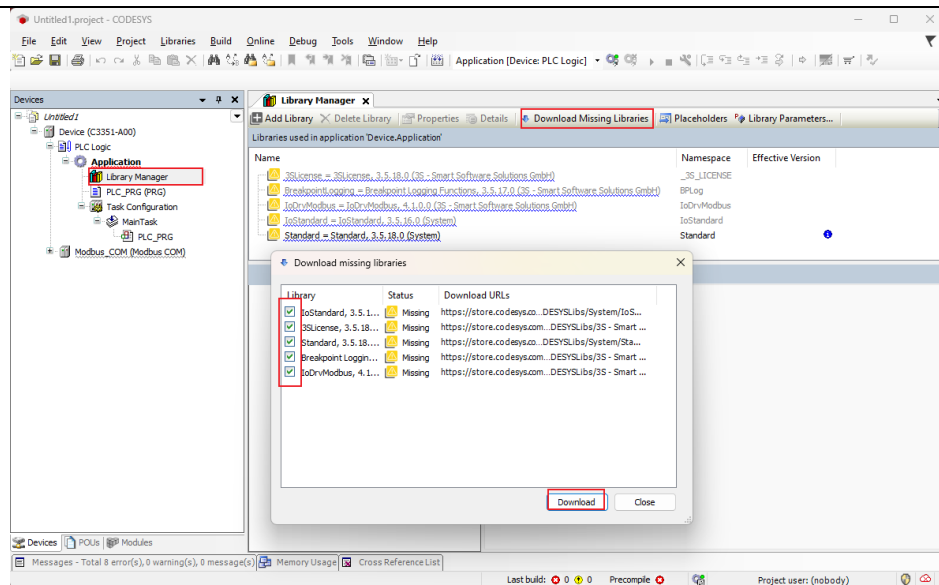 Untitled1.project - CODESYS
File Edit View Project Libraries Build Online Debug Tools Window Help
Application [Device: PLC Logic]
Devices
Untitled1
Device (C3351-A00)
PLC Logic
Application
Library Manager
PLC_PRG (PRG)
Task Configuration
MainTask
PLC_PRG
Modbus_COM (Modbus COM)
Library Manager
Add Library Delete Library Properties Details Download Missing Libraries Placeholders Library Parameters...
Libraries used in application 'Device.Application'
Name Namespace Effective Version
3SLicense = 3SLicense, 3.5.18.0 (3S - Smart Software Solutions GmbH) _3S_LICENSE
BreakpointLogging = Breakpoint Logging Functions, 3.5.17.0 (3S - Smart Software Solutions GmbH) BPLog
IoDrvModbus = IoDrvModbus, 4.1.0.0 (3S - Smart Software Solutions GmbH) IoDrvModbus
IoStandard = IoStandard, 3.5.16.0 (System) IoStandard
Standard = Standard, 3.5.18.0 (System) Standard
Download missing libraries
Library Status Download URLs
IoStandard, 3.5.1... Missing https://store.codesys.co...DESYSLibs/System/IoS...
3SLicense, 3.5.18... Missing https://store.codesys.com...DESYSLibs/3S - Smart ...
Standard, 3.5.18.... Missing https://store.codesys.co...DESYSLibs/System/Sta...
Breakpoint Loggin... Missing https://store.codesys.com...DESYSLibs/3S - Smart ...
IoDrvModbus, 4.1... Missing https://store.codesys.com...DESYSLibs/3S - Smart ...
Download Close
Devices POUs Modules
Messages - Total 8 error(s), 0 warning(s), 0 message(s) Memory Usage Cross Reference List
Last build: 0 0 Precompile Project user: (nobody)